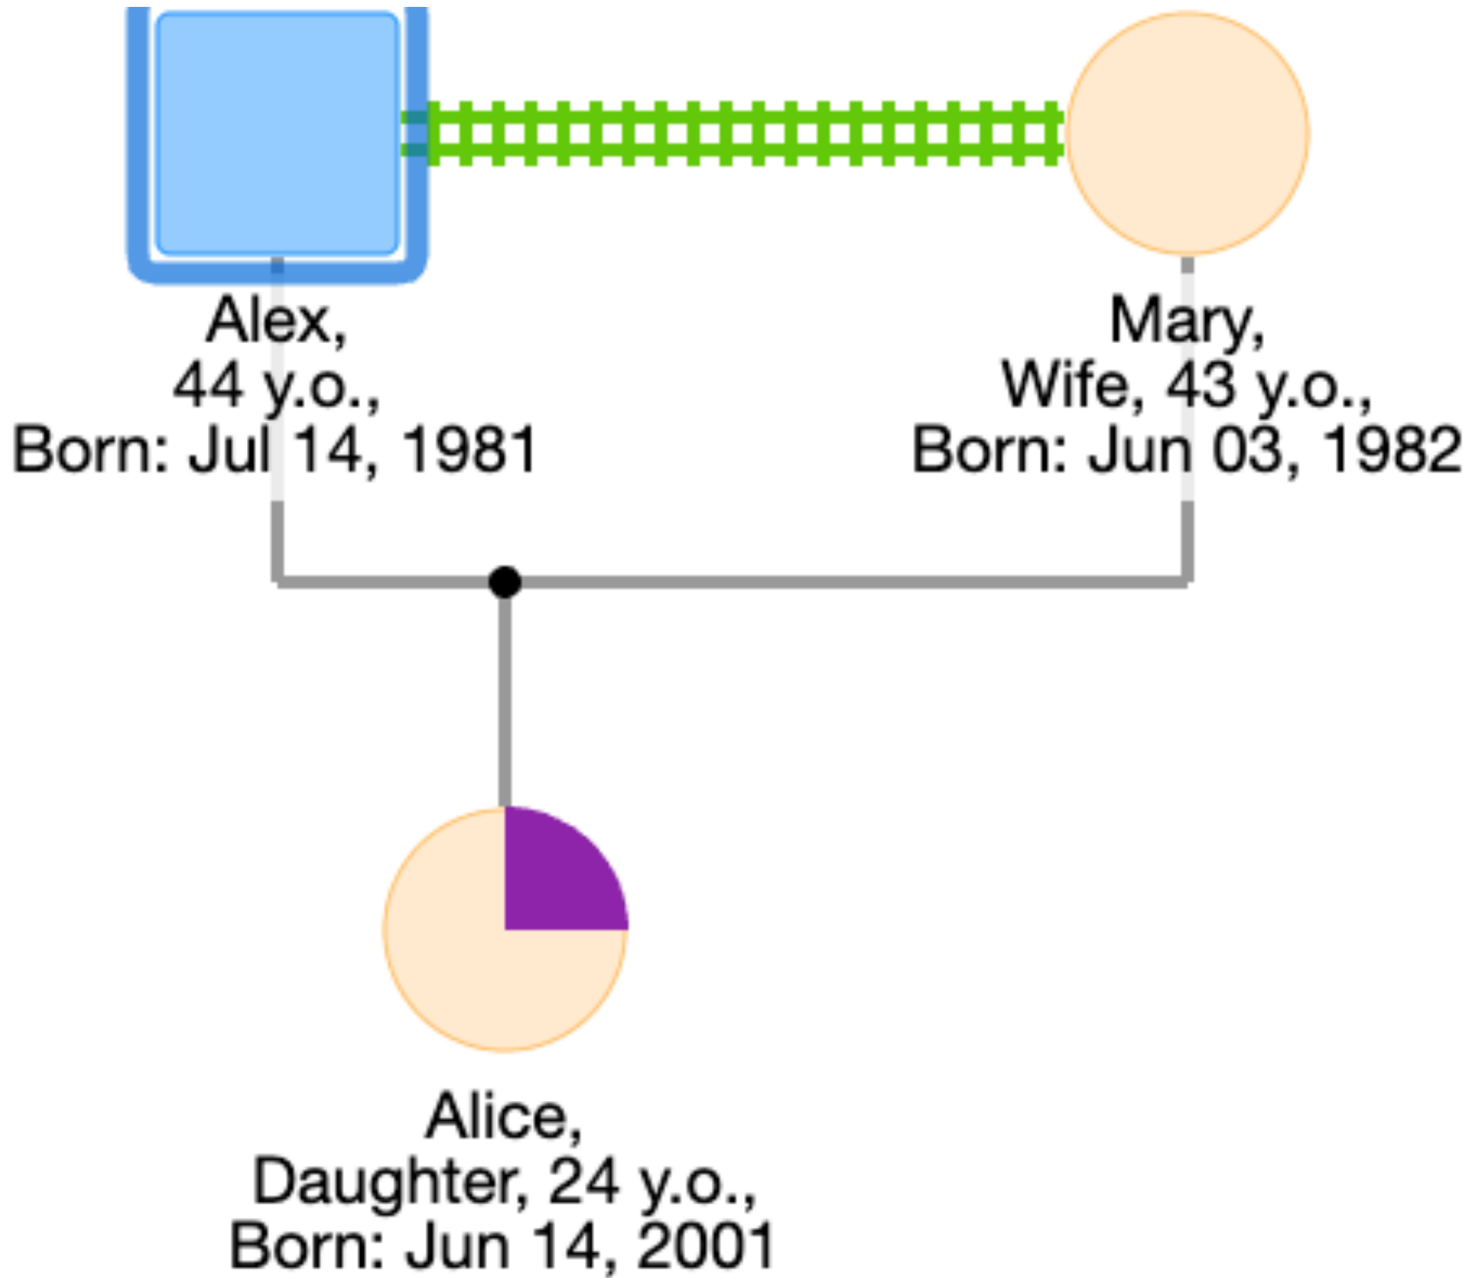 Alex,
44 y.o.,
Born: Jul 14, 1981
Mary,
Wife, 43 y.o.,
Born: Jun 03, 1982
Alice,
Daughter, 24 y.o.,
Born: Jun 14, 2001